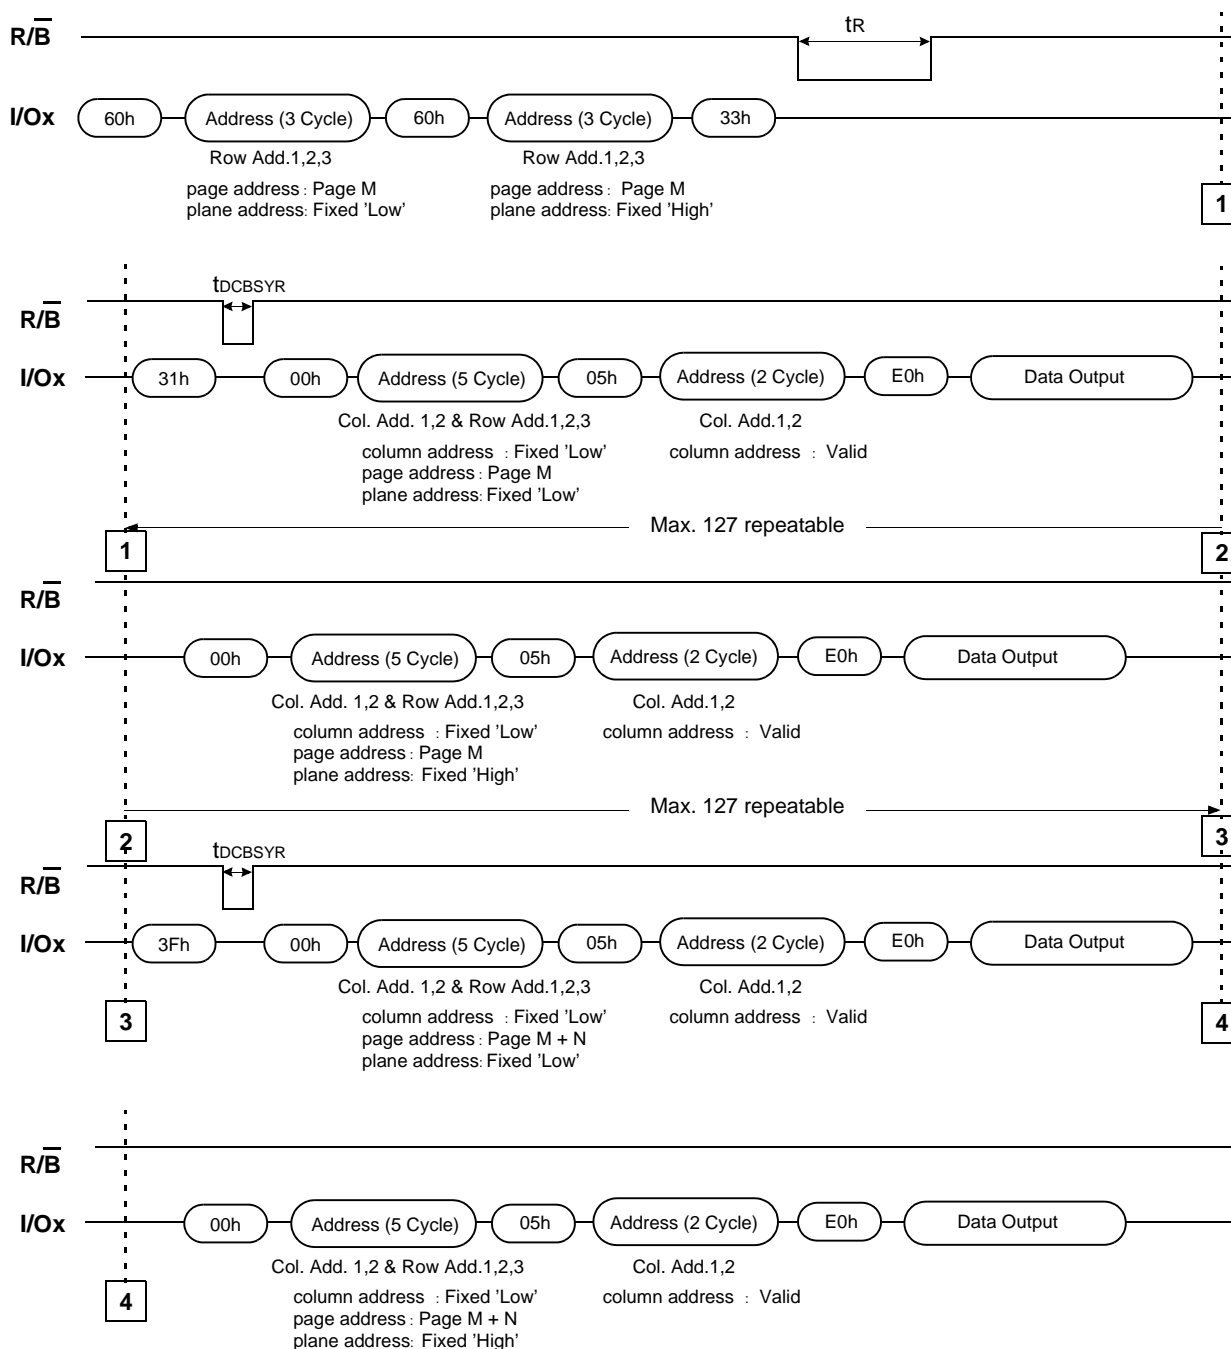 R/B tR
I/Ox 60h Address (3 Cycle) 60h Address (3 Cycle) 33h
Row Add.1,2,3 Row Add.1,2,3
page address : Page M page address : Page M
plane address: Fixed 'Low' plane address: Fixed 'High'
1
tDCBSYR
R/B
I/Ox 31h 00h Address (5 Cycle) 05h Address (2 Cycle) E0h Data Output
Col. Add. 1,2 & Row Add.1,2,3 Col. Add.1,2
column address : Fixed 'Low' column address : Valid
page address : Page M
plane address: Fixed 'Low'
Max. 127 repeatable
1 2
R/B
I/Ox 00h Address (5 Cycle) 05h Address (2 Cycle) E0h Data Output
Col. Add. 1,2 & Row Add.1,2,3 Col. Add.1,2
column address : Fixed 'Low' column address : Valid
page address : Page M
plane address: Fixed 'High'
Max. 127 repeatable
2 3
tDCBSYR
R/B
I/Ox 3Fh 00h Address (5 Cycle) 05h Address (2 Cycle) E0h Data Output
Col. Add. 1,2 & Row Add.1,2,3 Col. Add.1,2
column address : Fixed 'Low' column address : Valid
page address : Page M + N
plane address: Fixed 'Low'
3 4
R/B
I/Ox 00h Address (5 Cycle) 05h Address (2 Cycle) E0h Data Output
Col. Add. 1,2 & Row Add.1,2,3 Col. Add.1,2
column address : Fixed 'Low' column address : Valid
page address : Page M + N
plane address: Fixed 'High'
4